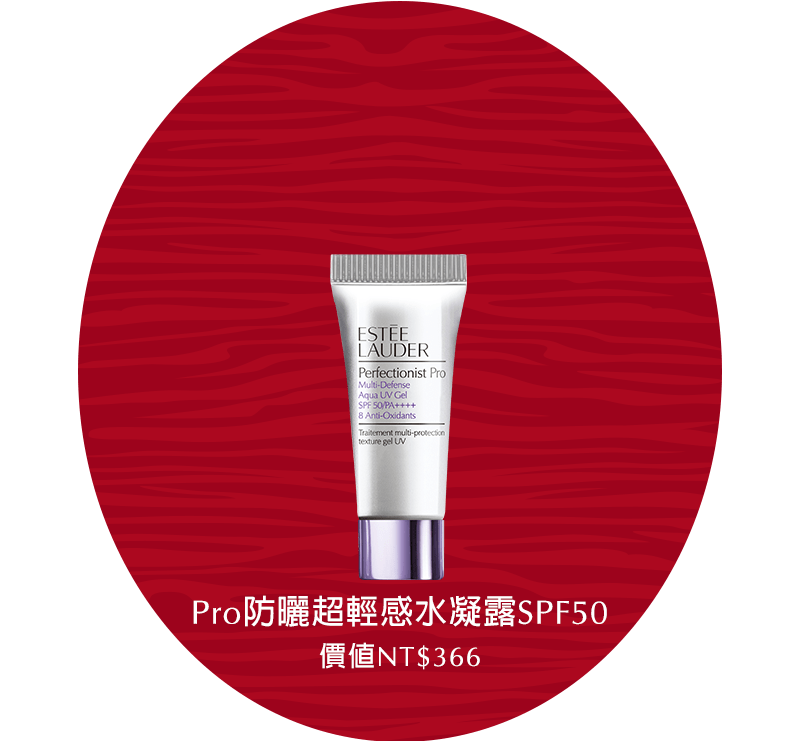 ESTĒE
LAUDER
Perfectionist Pro
Multi-Defense
Aqua UV Gel
SPF 50/PA++++
8 Anti-Oxidants
Traitement multi-protection
texture gel UV
Pro防曬超輕感水凝露SPF50
價值NT$366